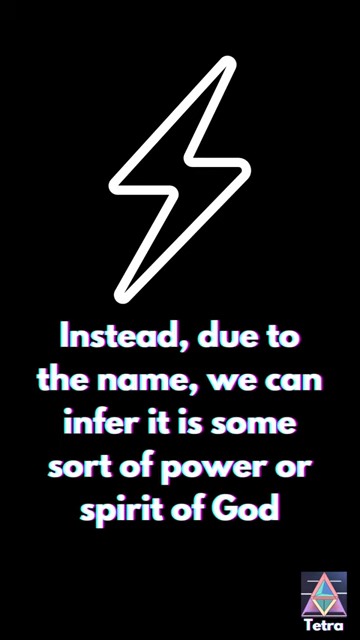 Instead, due to
the name, we can
infer it is some
sort of power or
spirit of God
Tetra